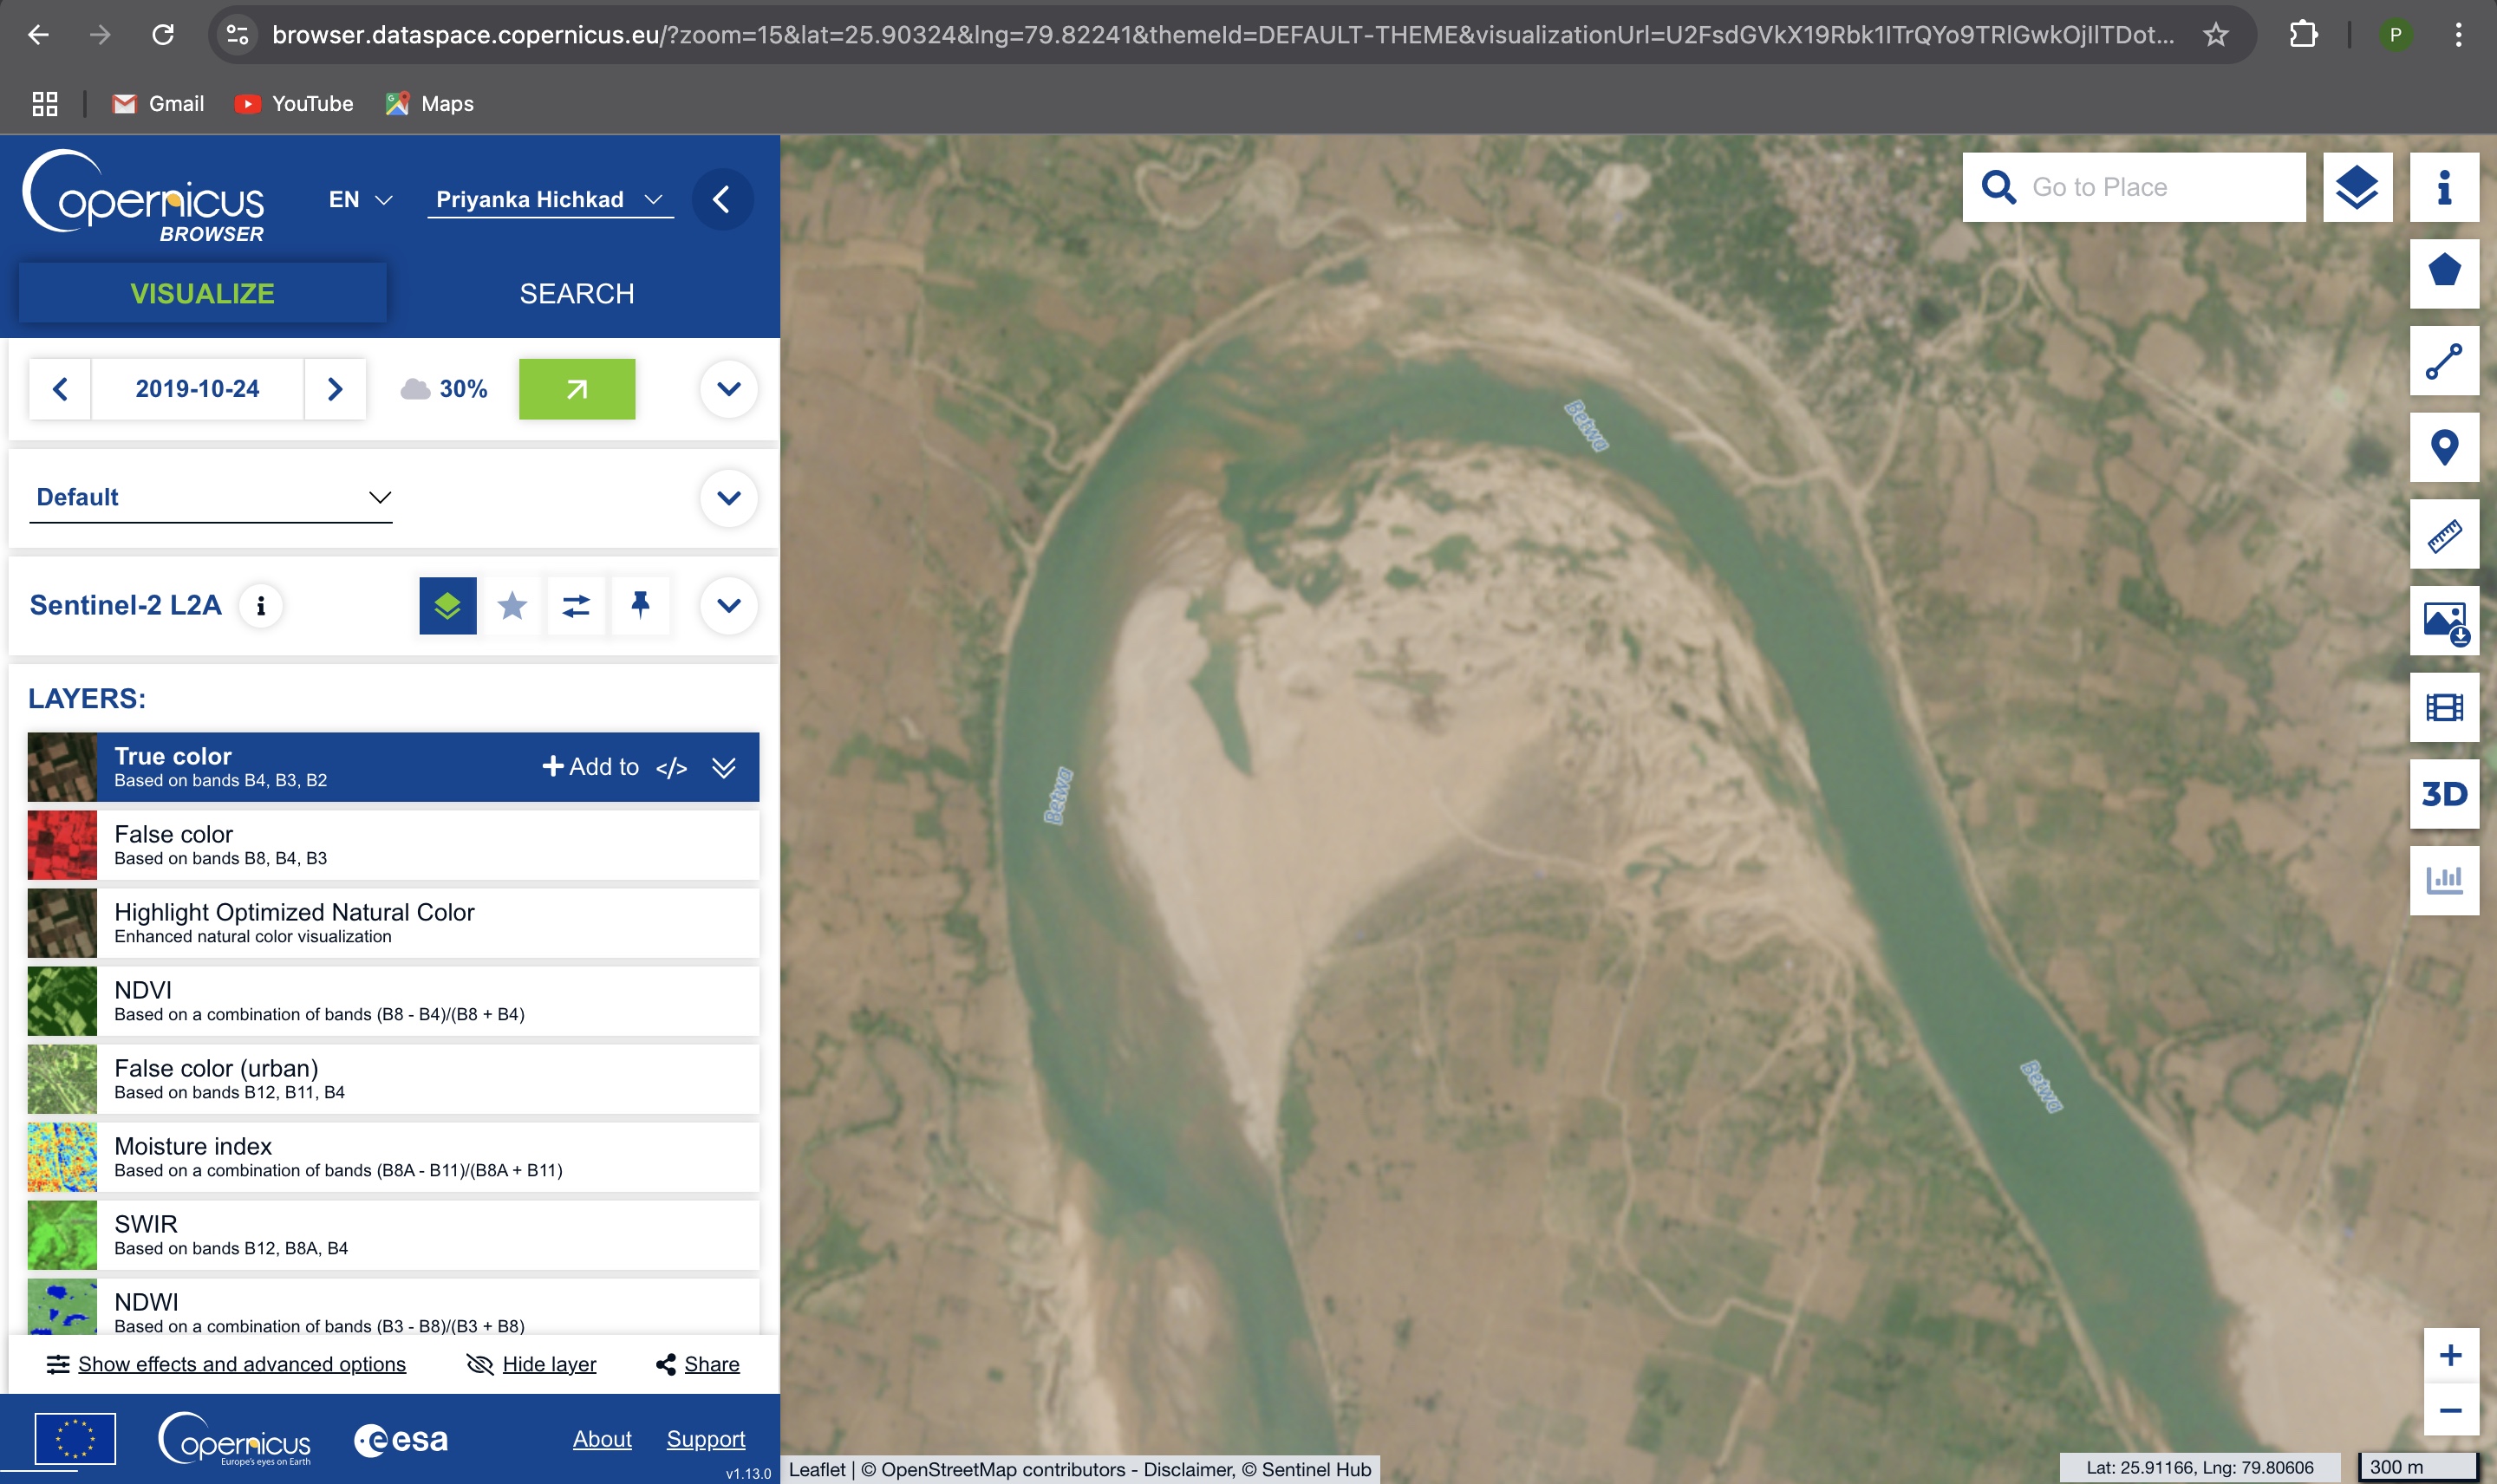 browser.dataspace.copernicus.eu/?zoom=15&lat=25.90324&lng=79.82241&themeId=DEFAULT-THEME&visualizationUrl=U2FsdGVkX19Rbk1ITrQYo9TRlGwkOjIlTDot...
P
Gmail
YouTube
Maps
Copernicus
BROWSER
EN
Priyanka Hichkad
VISUALIZE
SEARCH
2019-10-24
30%
Default
Sentinel-2 L2A
LAYERS:
True color
Based on bands B4, B3, B2
+ Add to </>
False color
Based on bands B8, B4, B3
Highlight Optimized Natural Color
Enhanced natural color visualization
NDVI
Based on a combination of bands (B8 - B4)/(B8 + B4)
False color (urban)
Based on bands B12, B11, B4
Moisture index
Based on a combination of bands (B8A - B11)/(B8A + B11)
SWIR
Based on bands B12, B8A, B4
NDWI
Based on a combination of bands (B3 - B8)/(B3 + B8)
Show effects and advanced options
Hide layer
Share
Copernicus
Europe's eyes on Earth
esa
About
Support
v1.13.0
Go to Place
Betwa
Betwa
Betwa
3D
+
−
Leaflet | © OpenStreetMap contributors - Disclaimer, © Sentinel Hub
Lat: 25.91166, Lng: 79.80606
300 m